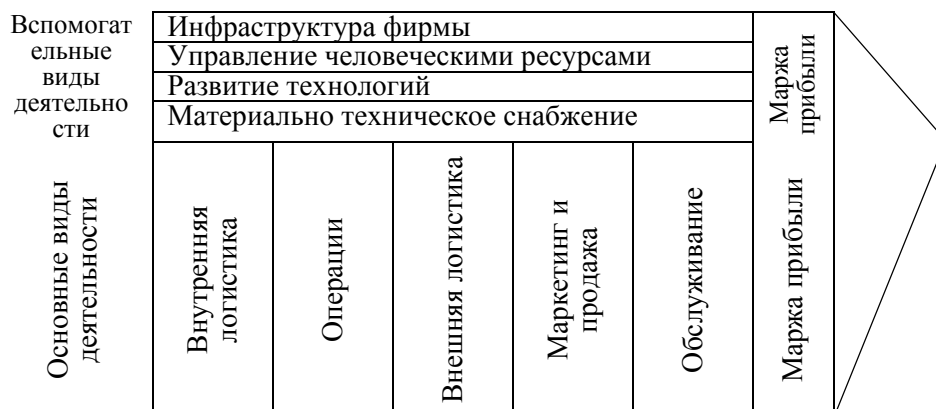 Вспомогат
ельные
виды
деятельно
сти
Инфраструктура фирмы
Управление человеческими ресурсами
Развитие технологий
Материально техническое снабжение
Маржа
прибыли
Основные виды
деятельности
Внутренняя
логистика
Операции
Внешняя логистика
Маркетинг и
продажа
Обслуживание
Маржа прибыли